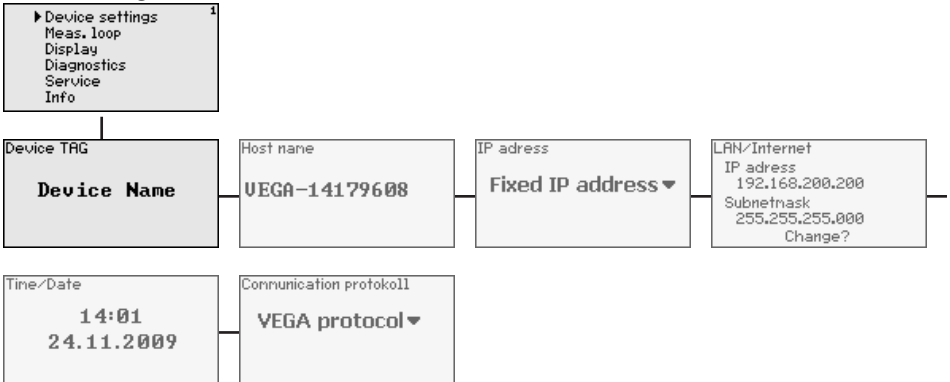 Device settings 1
Meas. loop
Display
Diagnostics
Service
Info
Device TAG
Device Name
Host name
VEGA-14179608
IP adress
Fixed IP address
LAN/Internet
IP adress
192.168.200.200
Subnetmask
255.255.255.000
Change?
Time/Date
14:01
24.11.2009
Communication protokoll
VEGA protocol